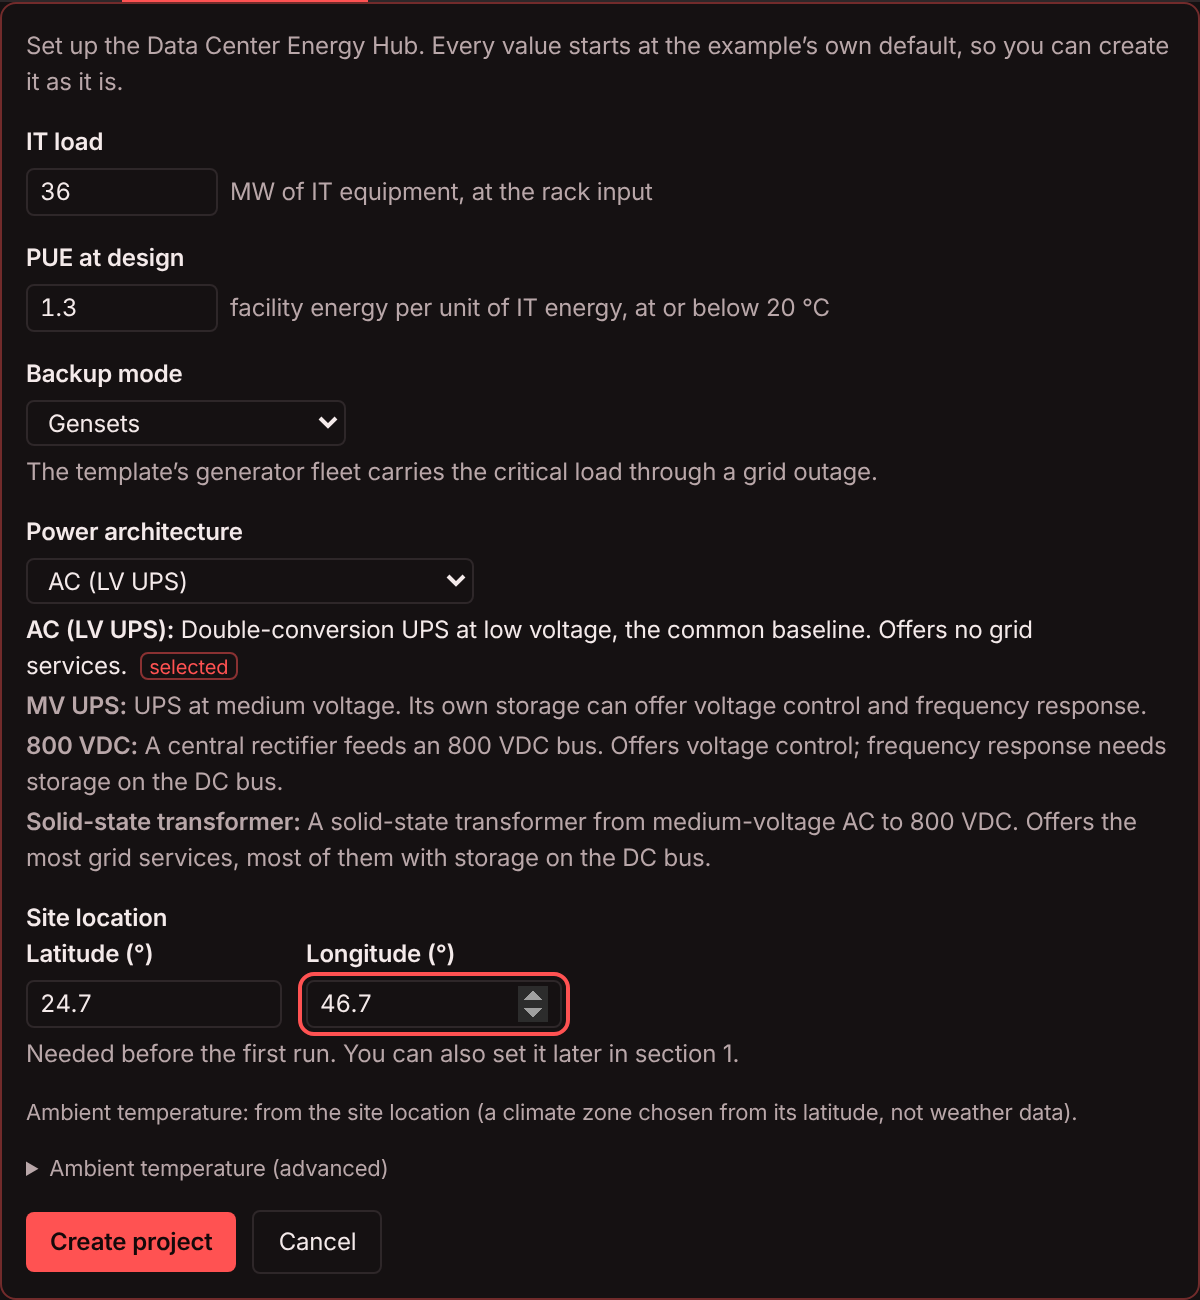 Set up the Data Center Energy Hub. Every value starts at the example’s own default, so you can create
it as it is.
IT load
36 MW of IT equipment, at the rack input
PUE at design
1.3 facility energy per unit of IT energy, at or below 20 °C
Backup mode
Gensets
The template’s generator fleet carries the critical load through a grid outage.
Power architecture
AC (LV UPS)
AC (LV UPS): Double-conversion UPS at low voltage, the common baseline. Offers no grid
services. selected
MV UPS: UPS at medium voltage. Its own storage can offer voltage control and frequency response.
800 VDC: A central rectifier feeds an 800 VDC bus. Offers voltage control; frequency response needs
storage on the DC bus.
Solid-state transformer: A solid-state transformer from medium-voltage AC to 800 VDC. Offers the
most grid services, most of them with storage on the DC bus.
Site location
Latitude (°) Longitude (°)
24.7 46.7
Needed before the first run. You can also set it later in section 1.
Ambient temperature: from the site location (a climate zone chosen from its latitude, not weather data).
Ambient temperature (advanced)
Create project Cancel